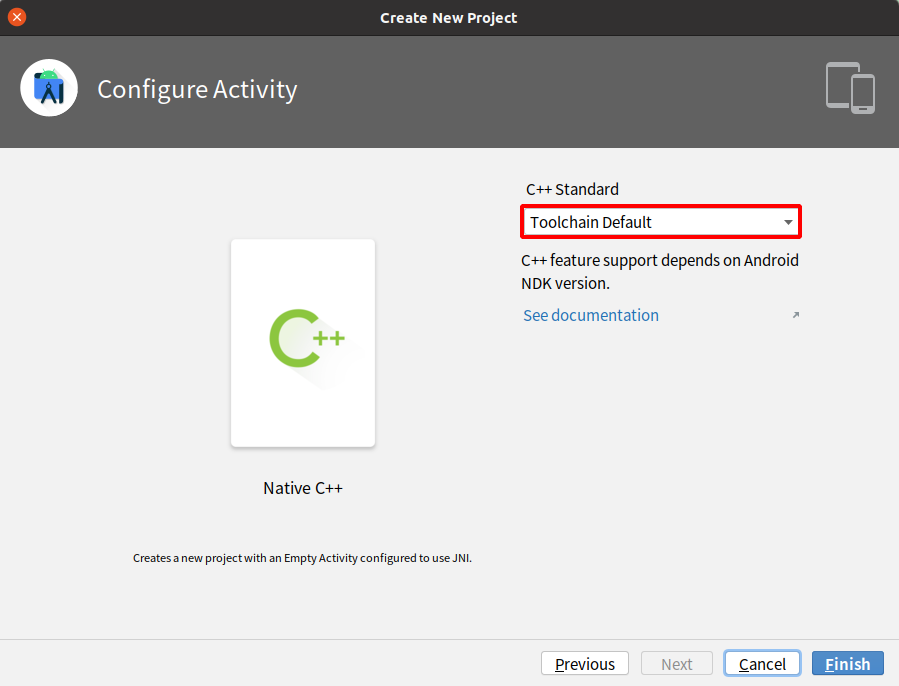 Create New Project
Configure Activity
C++ Standard
Toolchain Default
C++ feature support depends on Android
NDK version.
See documentation
C++
Native C++
Creates a new project with an Empty Activity configured to use JNI.
Previous
Next
Cancel
Finish